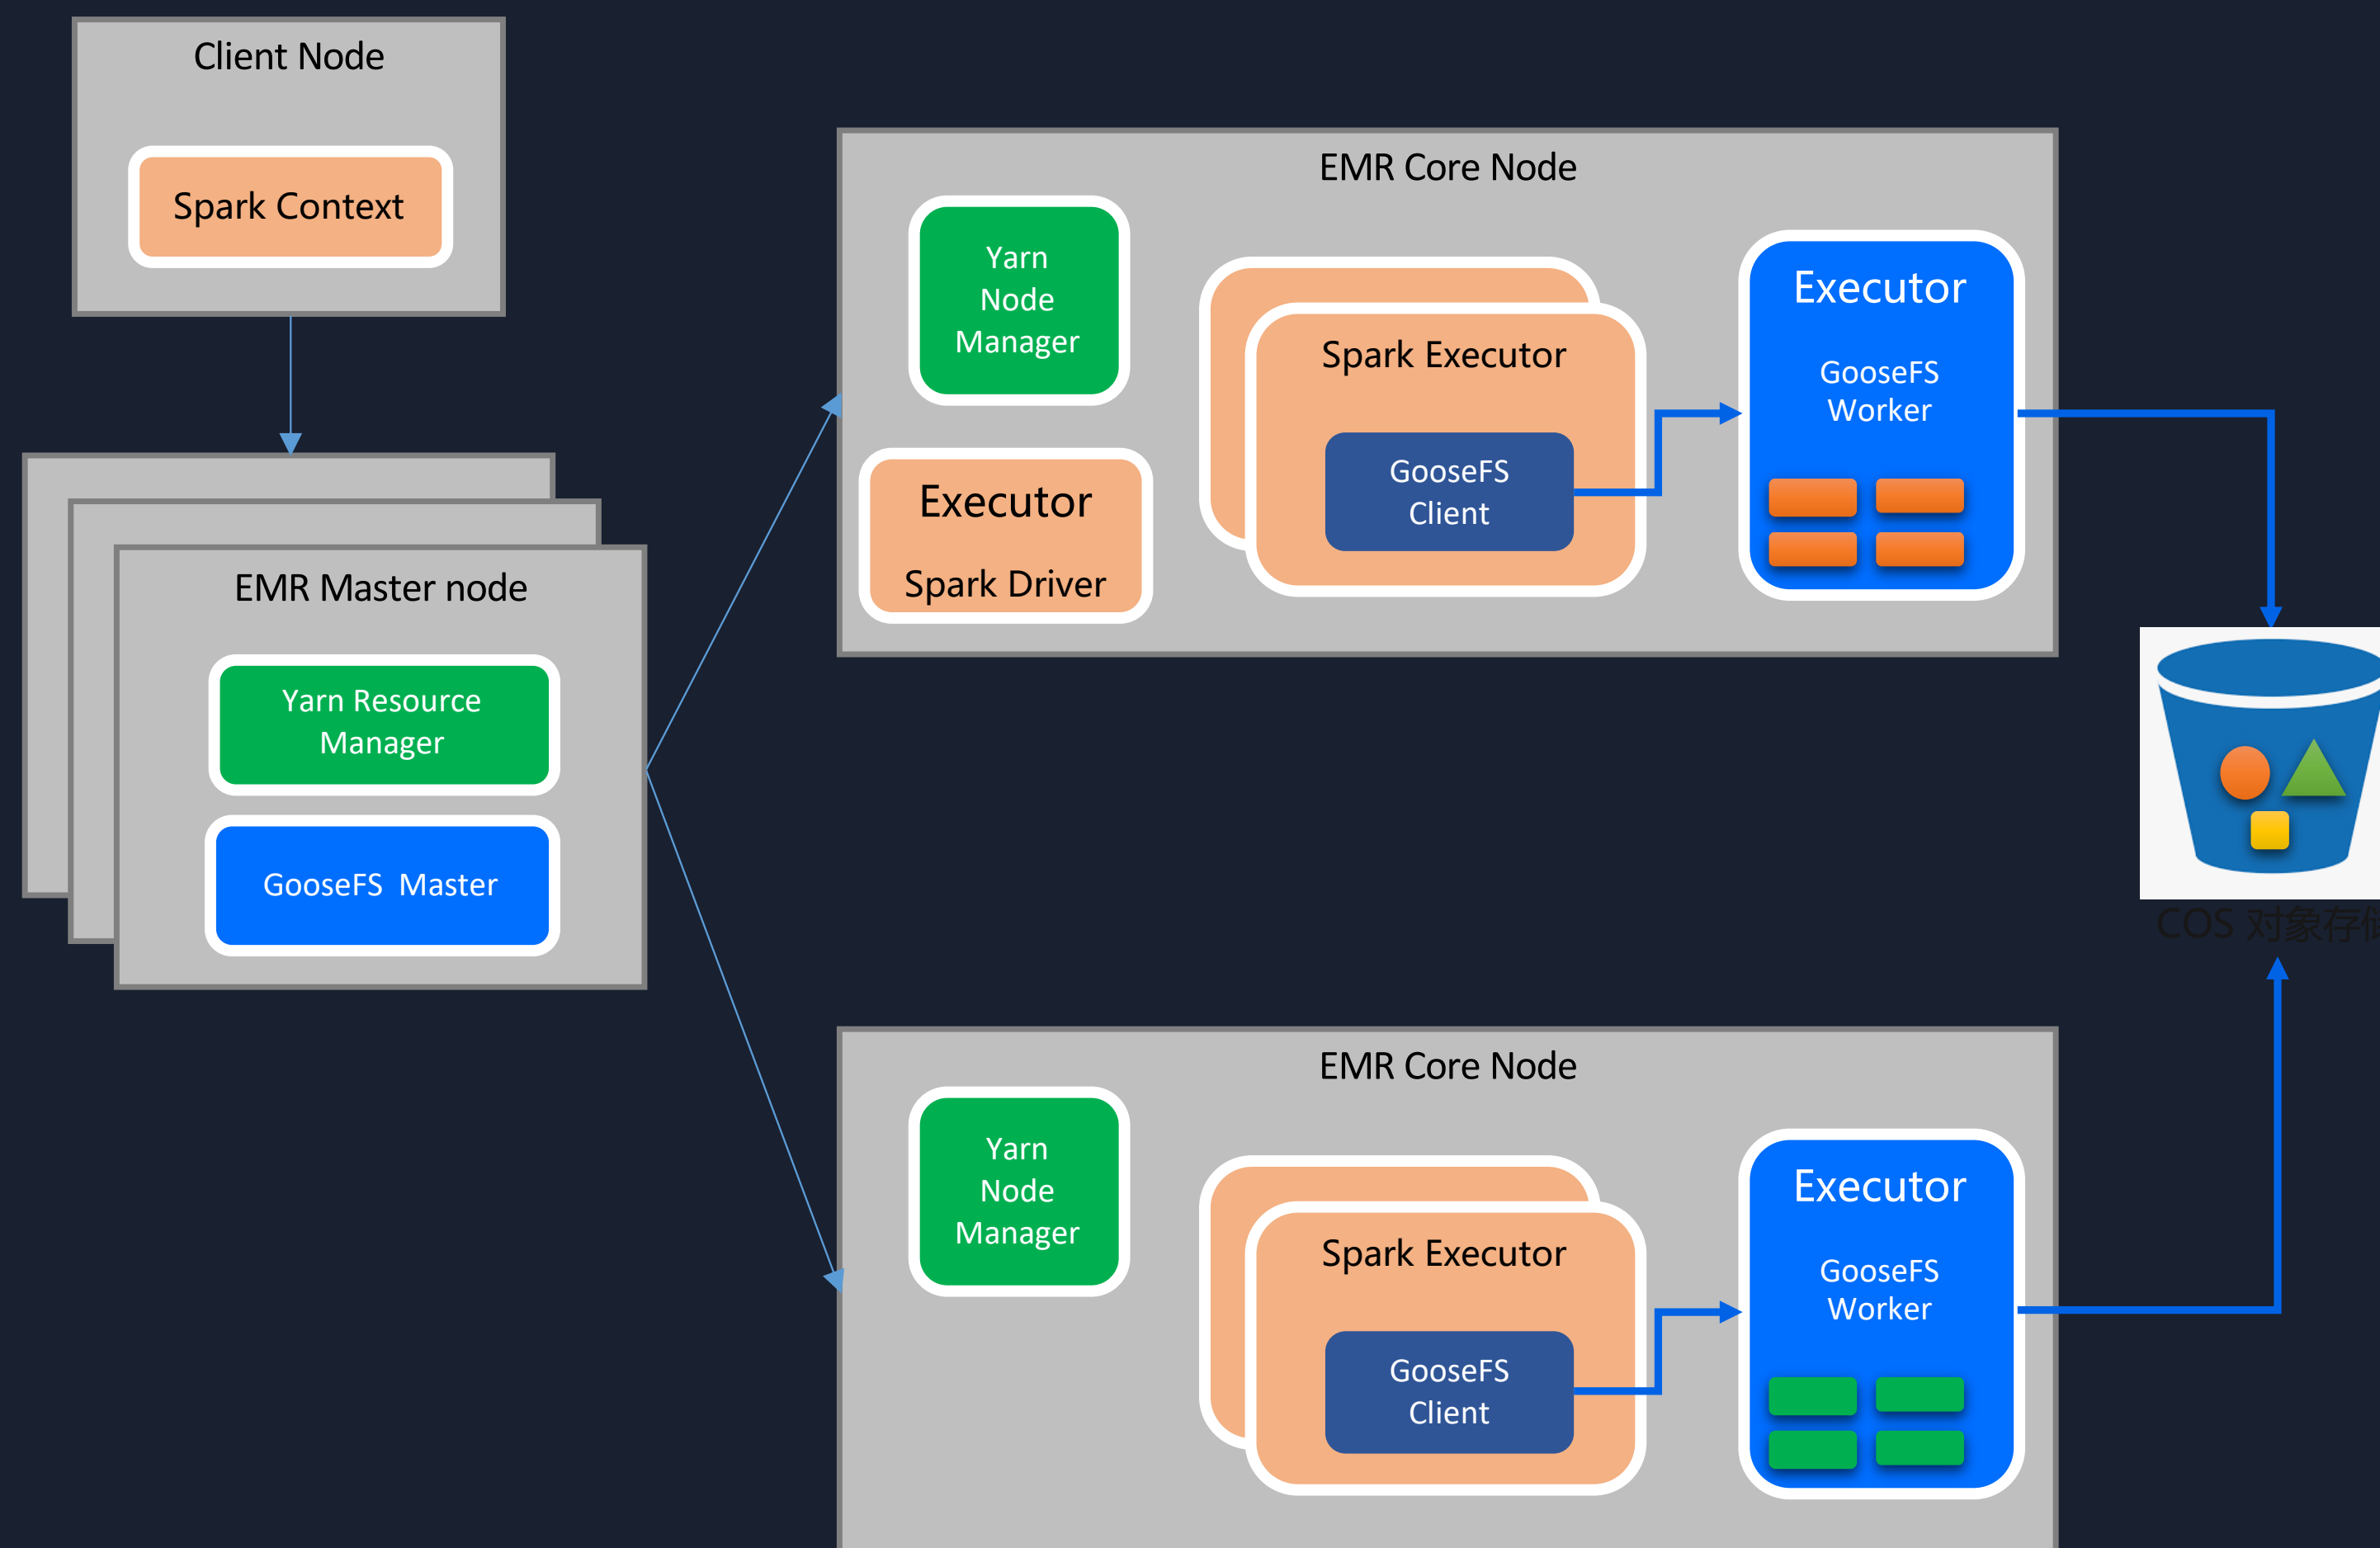 Client Node
Spark Context
EMR Master node
Yarn Resource
Manager
GooseFS Master
EMR Core Node
Yarn
Node
Manager
Executor
Spark Driver
Spark Executor
GooseFS
Client
Executor
GooseFS
Worker
COS 对象存
EMR Core Node
Yarn
Node
Manager
Spark Executor
GooseFS
Client
Executor
GooseFS
Worker